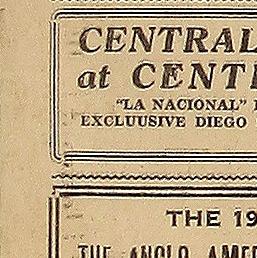 CENTRAL
at CENT
"LA NACIONAL"
EXCLUUSIVE DIEGO
THE 19
THE ANGLO AMER